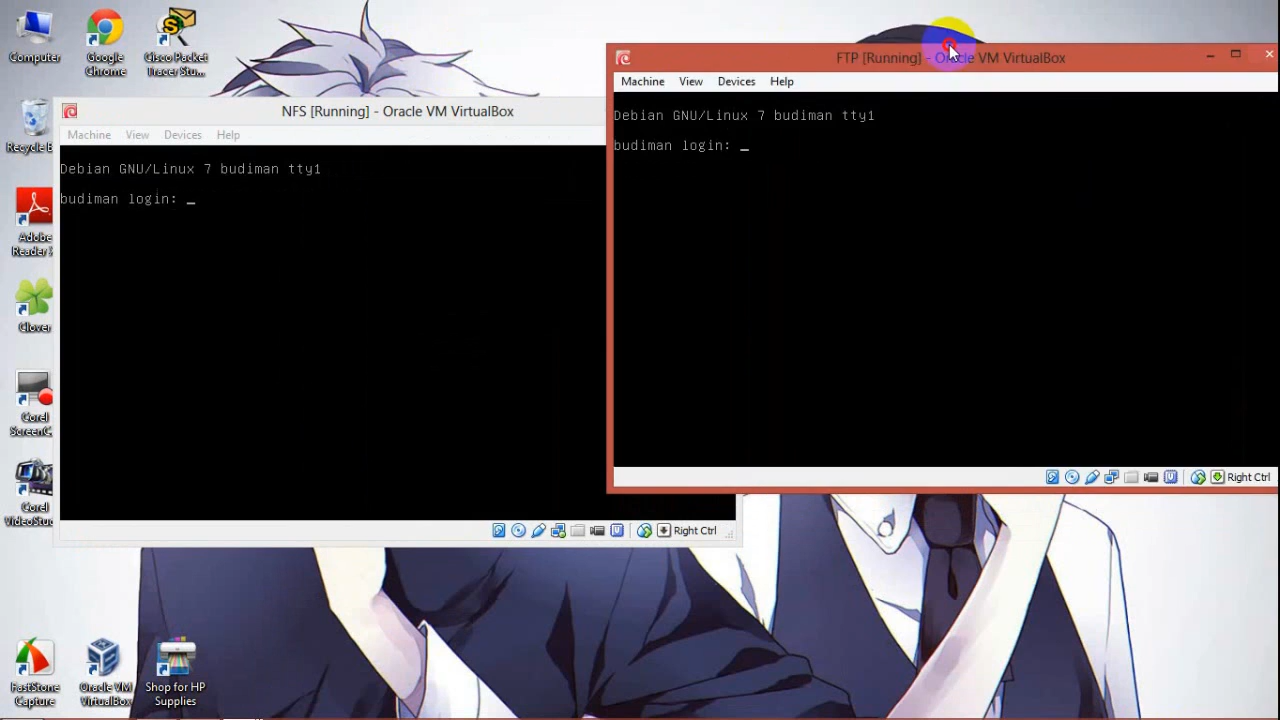 Computer
Google
Chrome
Cisco Packet
Tracer Stu...
Recycle B
Adobe
Reader
Clover
Corel
ScreenC
Corel
VideoStu
FastStone
Capture
Oracle VM
VirtualBox
Shop for HP
Supplies
NFS [Running] - Oracle VM VirtualBox
Machine View Devices Help
Debian GNU/Linux 7 budiman tty1
budiman login: _
Right Ctrl
FTP [Running] - Oracle VM VirtualBox
Machine View Devices Help
Debian GNU/Linux 7 budiman tty1
budiman login: _
Right Ctrl